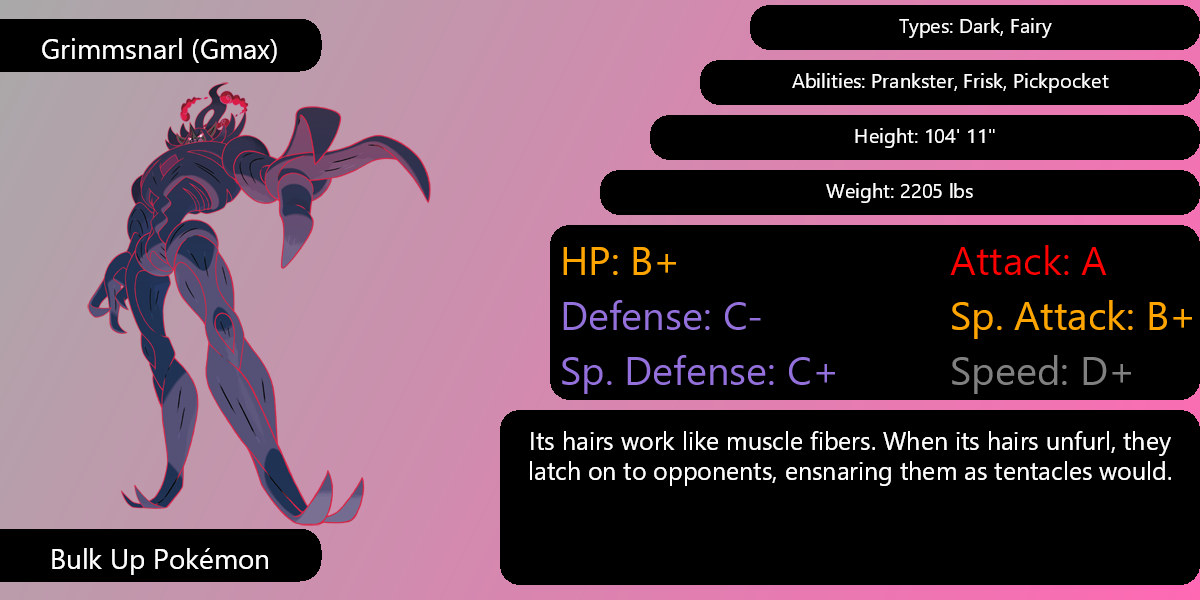 Grimmsnarl (Gmax)
Types: Dark, Fairy
Abilities: Prankster, Frisk, Pickpocket
Height: 104' 11"
Weight: 2205 lbs
HP: B+
Attack: A
Defense: C-
Sp. Attack: B+
Sp. Defense: C+
Speed: D+
Its hairs work like muscle fibers. When its hairs unfurl, they
latch on to opponents, ensnaring them as tentacles would.
Bulk Up Pokémon